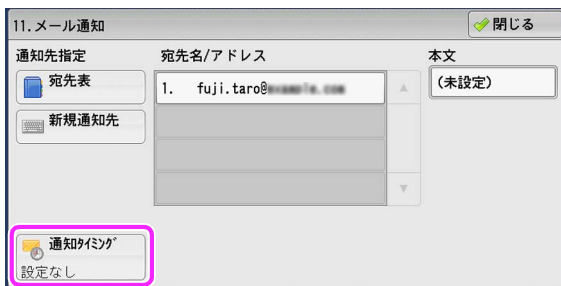 11.メール通知
閉じる
通知先指定
宛先名/アドレス
本文
宛先表
1. fuji.taro@
(未設定)
新規通知先
通知ﾀｲﾐﾝｸﾞ
設定なし